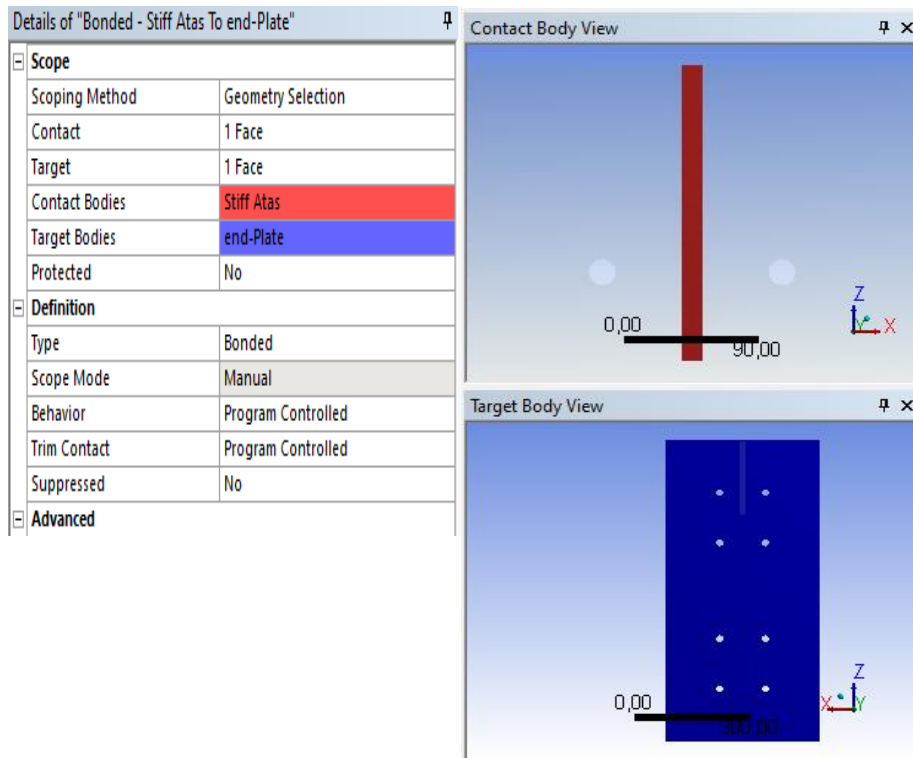 Details of "Bonded - Stiff Atas To end-Plate"
Scope
Scoping Method Geometry Selection
Contact 1 Face
Target 1 Face
Contact Bodies Stiff Atas
Target Bodies end-Plate
Protected No
Definition
Type Bonded
Scope Mode Manual
Behavior Program Controlled
Trim Contact Program Controlled
Suppressed No
Advanced
Contact Body View
0,00
90,00
Z
Y
X
Target Body View
0,00
300,00
Z
X
Y